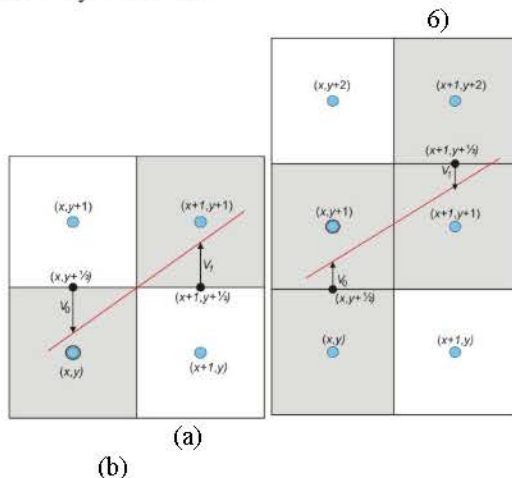 б)
(x,y+2) (x+1,y+2)
(x+1,y+½)
V₁
(x,y+1) (x+1,y+1)
V₀
(x,y+½)
(x,y) (x+1,y)
(x,y+1) (x+1,y+1)
(x,y+½)
V₁
V₀
(x+1,y+½)
(x,y) (x+1,y)
(a)
(b)